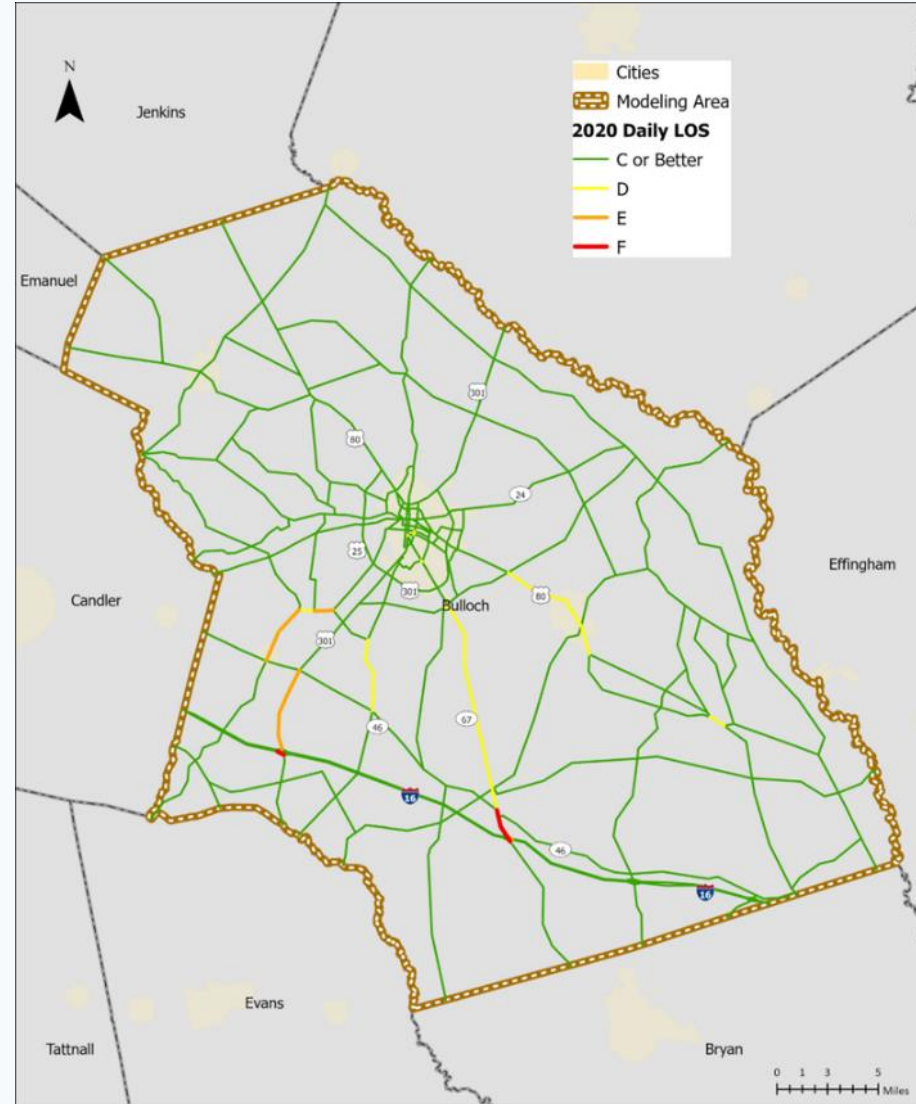 N
Jenkins
Cities
Modeling Area
2020 Daily LOS
C or Better
D
E
F
Emanuel
301
80
24
25
Effingham
Candler
301
Bulloch
80
301
67
46
16
46
16
Evans
Tattnall
Bryan
0 1 3 5
Miles